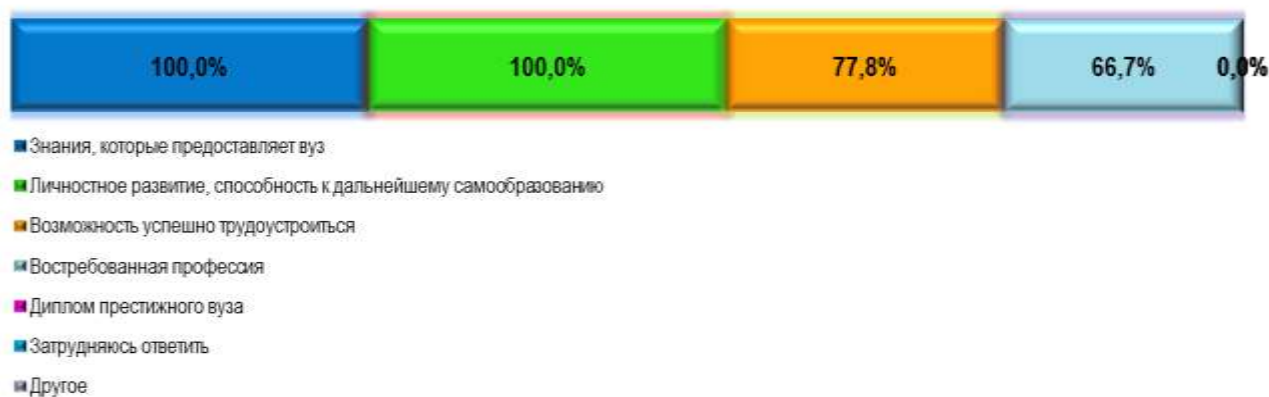 100,0% 100,0% 77,8% 66,7% 0,0%
Знания, которые предоставляет вуз
Личностное развитие, способность к дальнейшему самообразованию
Возможность успешно трудоустроиться
Востребованная профессия
Диплом престижного вуза
Затрудняюсь ответить
Другое